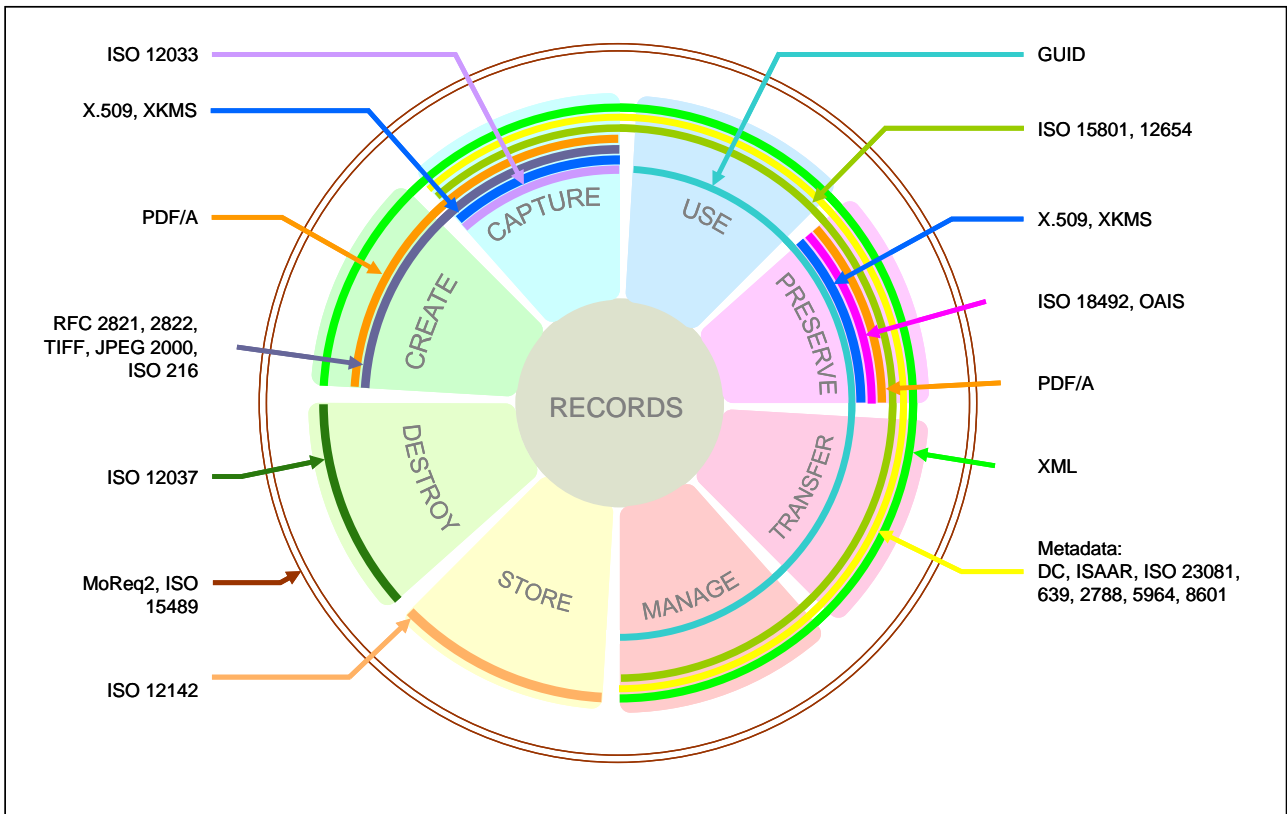 ISO 12033
X.509, XKMS
PDF/A
RFC 2821, 2822,
TIFF, JPEG 2000,
ISO 216
ISO 12037
MoReq2, ISO
15489
ISO 12142
GUID
ISO 15801, 12654
X.509, XKMS
ISO 18492, OAIS
PDF/A
XML
Metadata:
DC, ISAAR, ISO 23081,
639, 2788, 5964, 8601
CAPTURE
USE
PRESERVE
TRANSFER
MANAGE
STORE
DESTROY
CREATE
RECORDS